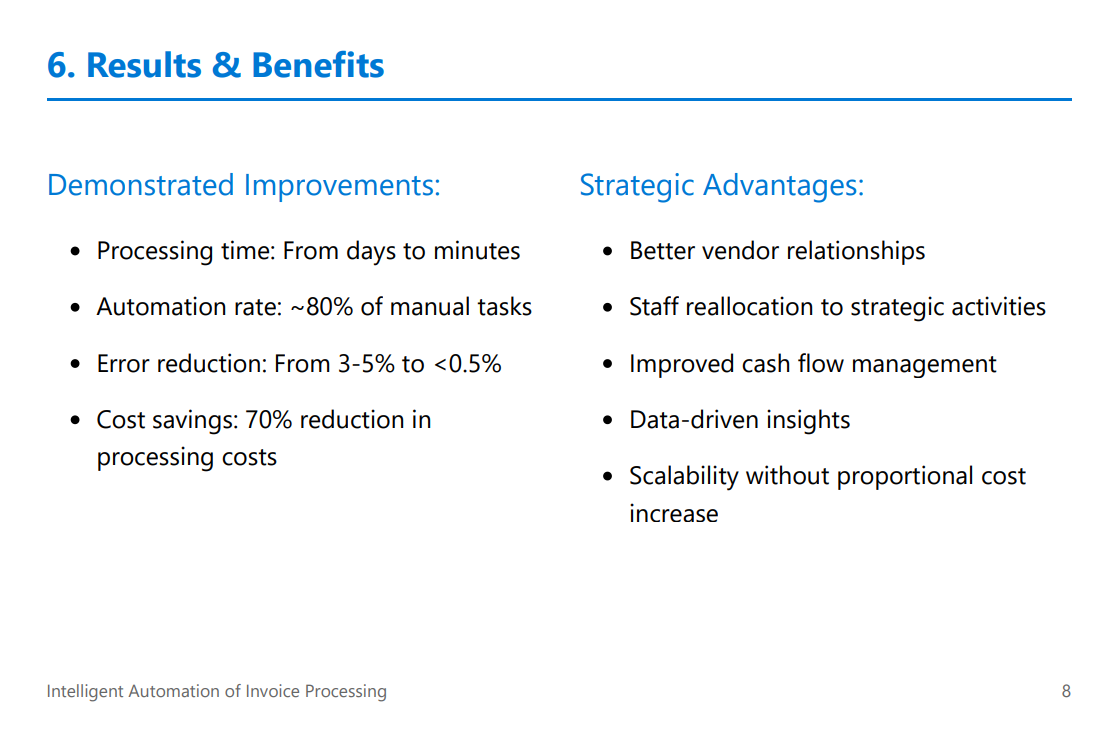 6. Results & Benefits
Demonstrated Improvements:
• Processing time: From days to minutes
• Automation rate: ~80% of manual tasks
• Error reduction: From 3-5% to <0.5%
• Cost savings: 70% reduction in
processing costs
Strategic Advantages:
• Better vendor relationships
• Staff reallocation to strategic activities
• Improved cash flow management
• Data-driven insights
• Scalability without proportional cost
increase
Intelligent Automation of Invoice Processing
8